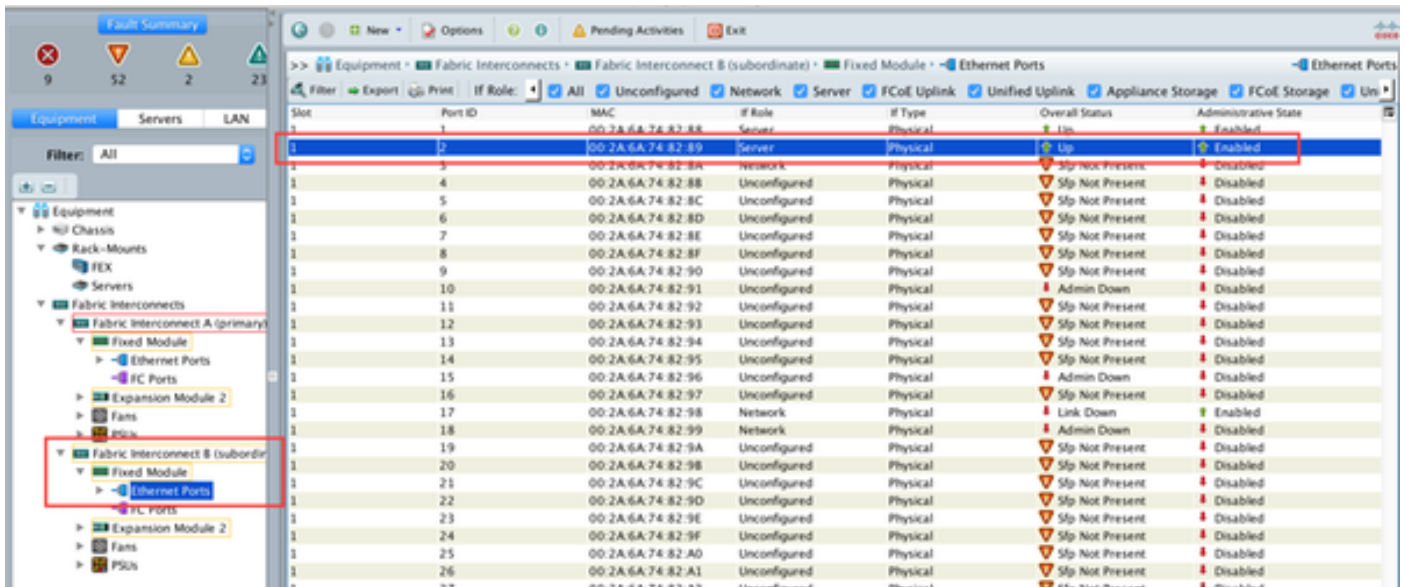 Fault Summary
9 52 2 23
Equipment Servers LAN
Filter: All
Equipment
Chassis
Rack-Mounts
FEX
Servers
Fabric Interconnects
Fabric Interconnect A (primary)
Fixed Module
Ethernet Ports
FC Ports
Expansion Module 2
Fans
PSUs
Fabric Interconnect B (subordin
Fixed Module
Ethernet Ports
FC Ports
Expansion Module 2
Fans
PSUs
New Options Pending Activities Exit
>> Equipment Fabric Interconnects Fabric Interconnect B (subordinate) Fixed Module Ethernet Ports Ethernet Ports
Filter Export Print If Role: All Unconfigured Network Server FCoE Uplink Unified Uplink Appliance Storage FCoE Storage Uni
Slot Port ID MAC If Role If Type Overall Status Administrative State
1 1 00:2A:6A:74:82:88 Server Physical Up Enabled
1 2 00:2A:6A:74:82:89 Server Physical Up Enabled
1 3 00:2A:6A:74:82:8A Network Physical Sfp Not Present Disabled
1 4 00:2A:6A:74:82:8B Unconfigured Physical Sfp Not Present Disabled
1 5 00:2A:6A:74:82:8C Unconfigured Physical Sfp Not Present Disabled
1 6 00:2A:6A:74:82:8D Unconfigured Physical Sfp Not Present Disabled
1 7 00:2A:6A:74:82:8E Unconfigured Physical Sfp Not Present Disabled
1 8 00:2A:6A:74:82:8F Unconfigured Physical Sfp Not Present Disabled
1 9 00:2A:6A:74:82:90 Unconfigured Physical Sfp Not Present Disabled
1 10 00:2A:6A:74:82:91 Unconfigured Physical Admin Down Disabled
1 11 00:2A:6A:74:82:92 Unconfigured Physical Sfp Not Present Disabled
1 12 00:2A:6A:74:82:93 Unconfigured Physical Sfp Not Present Disabled
1 13 00:2A:6A:74:82:94 Unconfigured Physical Sfp Not Present Disabled
1 14 00:2A:6A:74:82:95 Unconfigured Physical Sfp Not Present Disabled
1 15 00:2A:6A:74:82:96 Unconfigured Physical Admin Down Disabled
1 16 00:2A:6A:74:82:97 Unconfigured Physical Sfp Not Present Disabled
1 17 00:2A:6A:74:82:98 Network Physical Link Down Enabled
1 18 00:2A:6A:74:82:99 Network Physical Admin Down Disabled
1 19 00:2A:6A:74:82:9A Unconfigured Physical Sfp Not Present Disabled
1 20 00:2A:6A:74:82:9B Unconfigured Physical Sfp Not Present Disabled
1 21 00:2A:6A:74:82:9C Unconfigured Physical Sfp Not Present Disabled
1 22 00:2A:6A:74:82:9D Unconfigured Physical Sfp Not Present Disabled
1 23 00:2A:6A:74:82:9E Unconfigured Physical Sfp Not Present Disabled
1 24 00:2A:6A:74:82:9F Unconfigured Physical Sfp Not Present Disabled
1 25 00:2A:6A:74:82:A0 Unconfigured Physical Sfp Not Present Disabled
1 26 00:2A:6A:74:82:A1 Unconfigured Physical Sfp Not Present Disabled